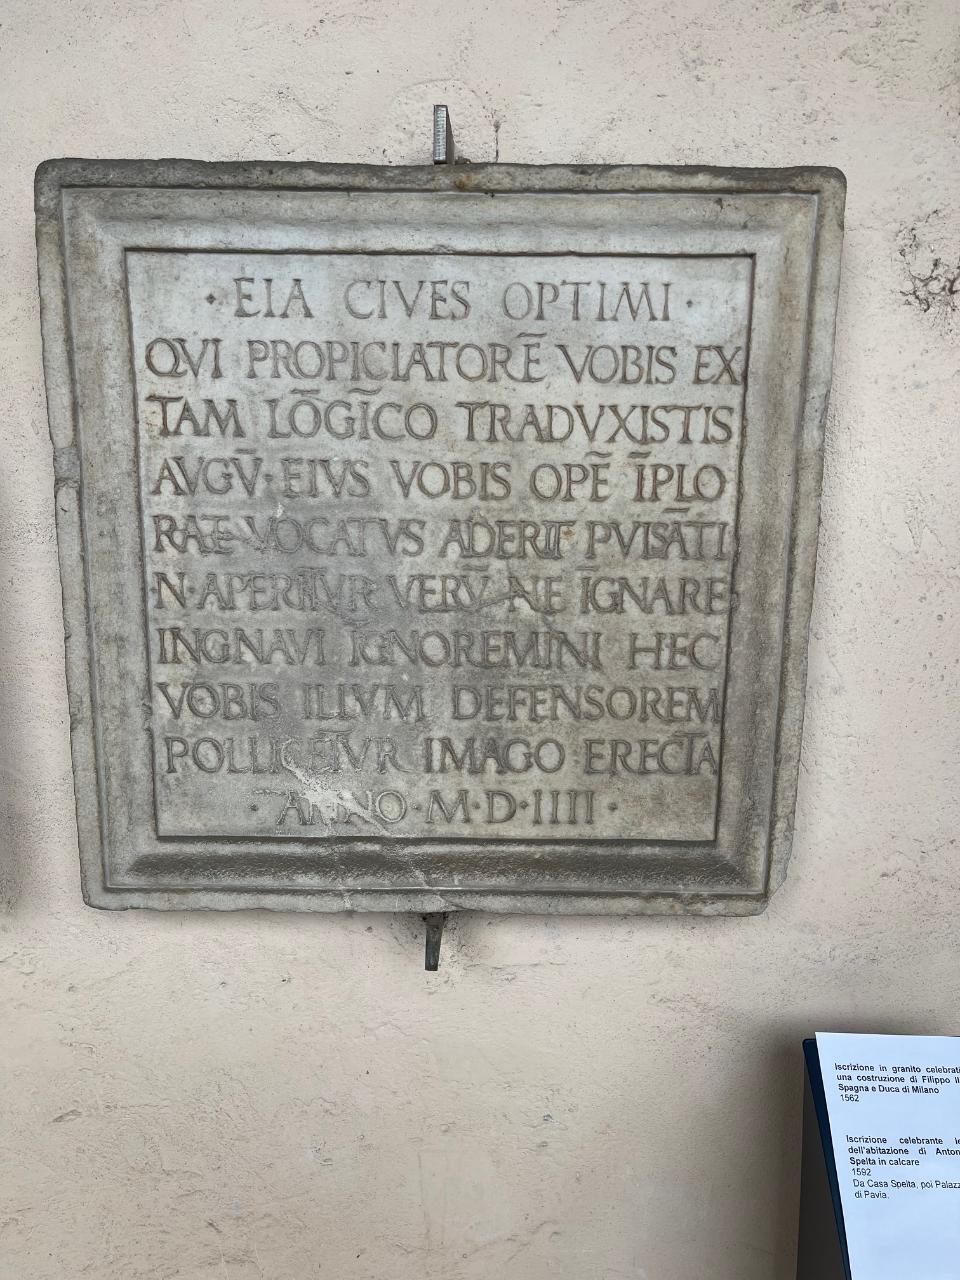 · EIA CIVES OPTIMI ·
QVI PROPICIATORĒ VOBIS EX
TAM LŌGĪCO TRADVXISTIS
AVGV̄· EIVS VOBIS OPĒ ĪPLO
VOCATVS ADERIT PVISĀTI
N· APERITVR VERV̄ NE ĪGNARE
INGNAVI IGNOREMINI HEC
VOBIS ILLVM DEFENSOREM
POLLICETVR IMAGO ERECTA
· ANNO · M · D · IIII ·
Iscrizione in granito celebrati
una costruzione di Filippo II
Spagna e Duca di Milano
1562
Iscrizione celebrante le
dell'abitazione di Anton
Spelta in calcare
1592
Da Casa Spelta, poi Palazz
di Pavia.